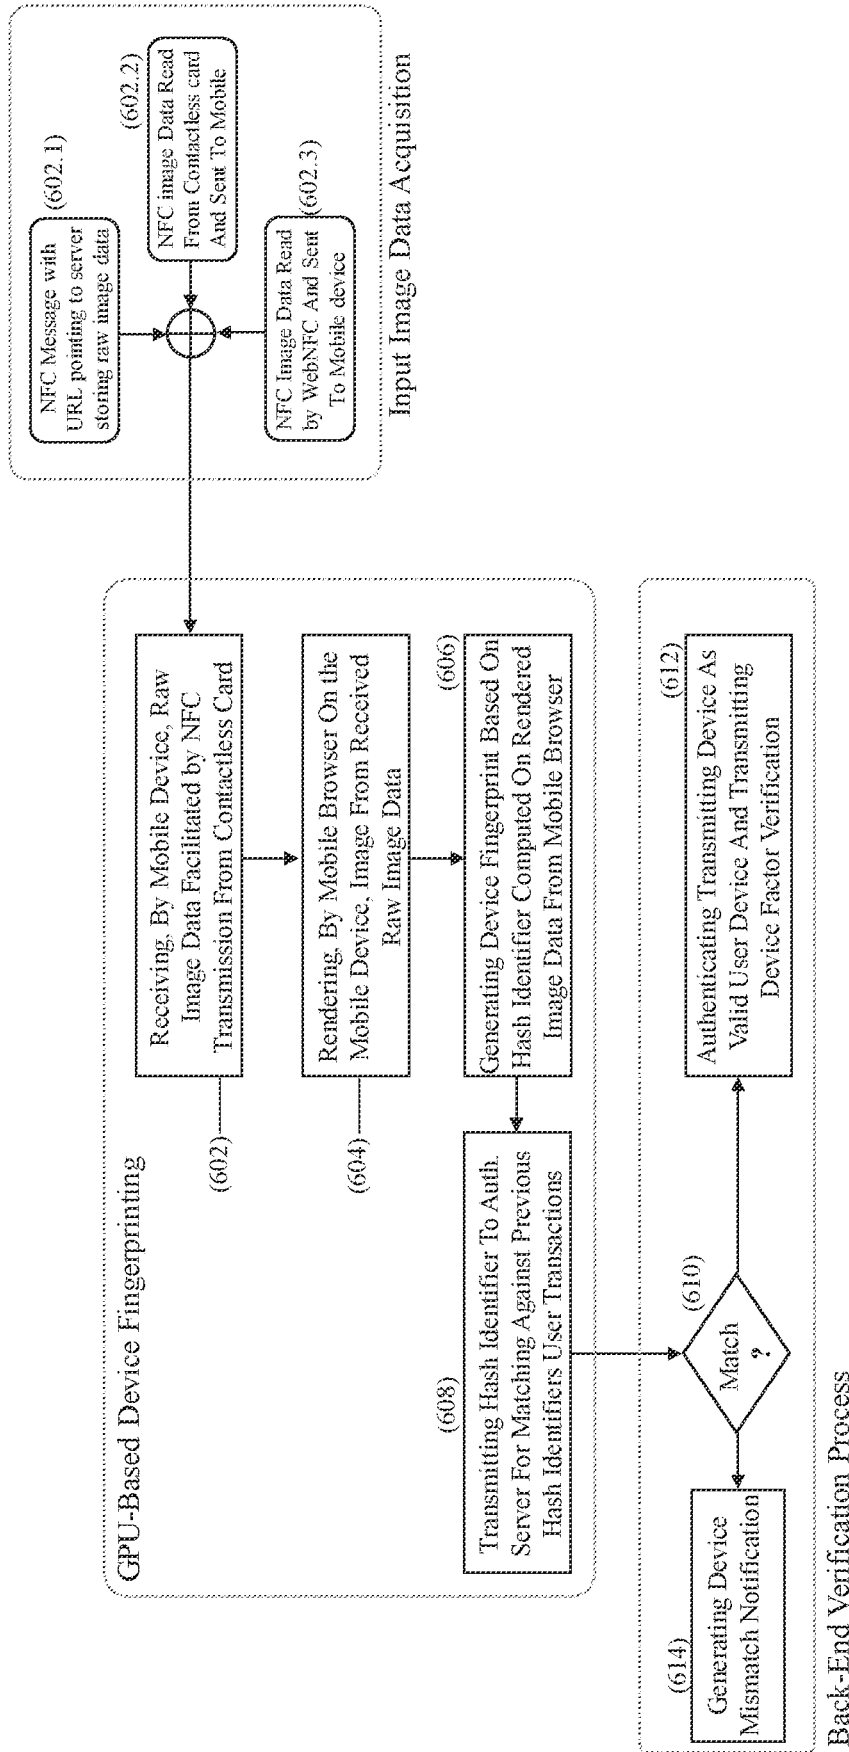 GPU-Based Device Fingerprinting
(602)
Receiving, By Mobile Device, Raw
Image Data Facilitated by NFC
Transmission From Contactless Card
(604)
Rendering, By Mobile Browser On the
Mobile Device, Image From Received
Raw Image Data
(606)
Generating Device Fingerprint Based On
Hash Identifier Computed On Rendered
Image Data From Mobile Browser
(608)
Transmitting Hash Identifier To Auth.
Server For Matching Against Previous
Hash Identifiers User Transactions
NFC Message with
URL pointing to server
storing raw image data
(602.1)
(602.2)
NFC image Data Read
From Contactless card
And Sent To Mobile
NFC Image Data Read
by WebNFC And Sent
To Mobile device
(602.3)
Input Image Data Acquisition
(610)
Match
?
(612)
Authenticating Transmitting Device As
Valid User Device And Transmitting
Device Factor Verification
(614)
Generating Device
Mismatch Notification
Back-End Verification Process